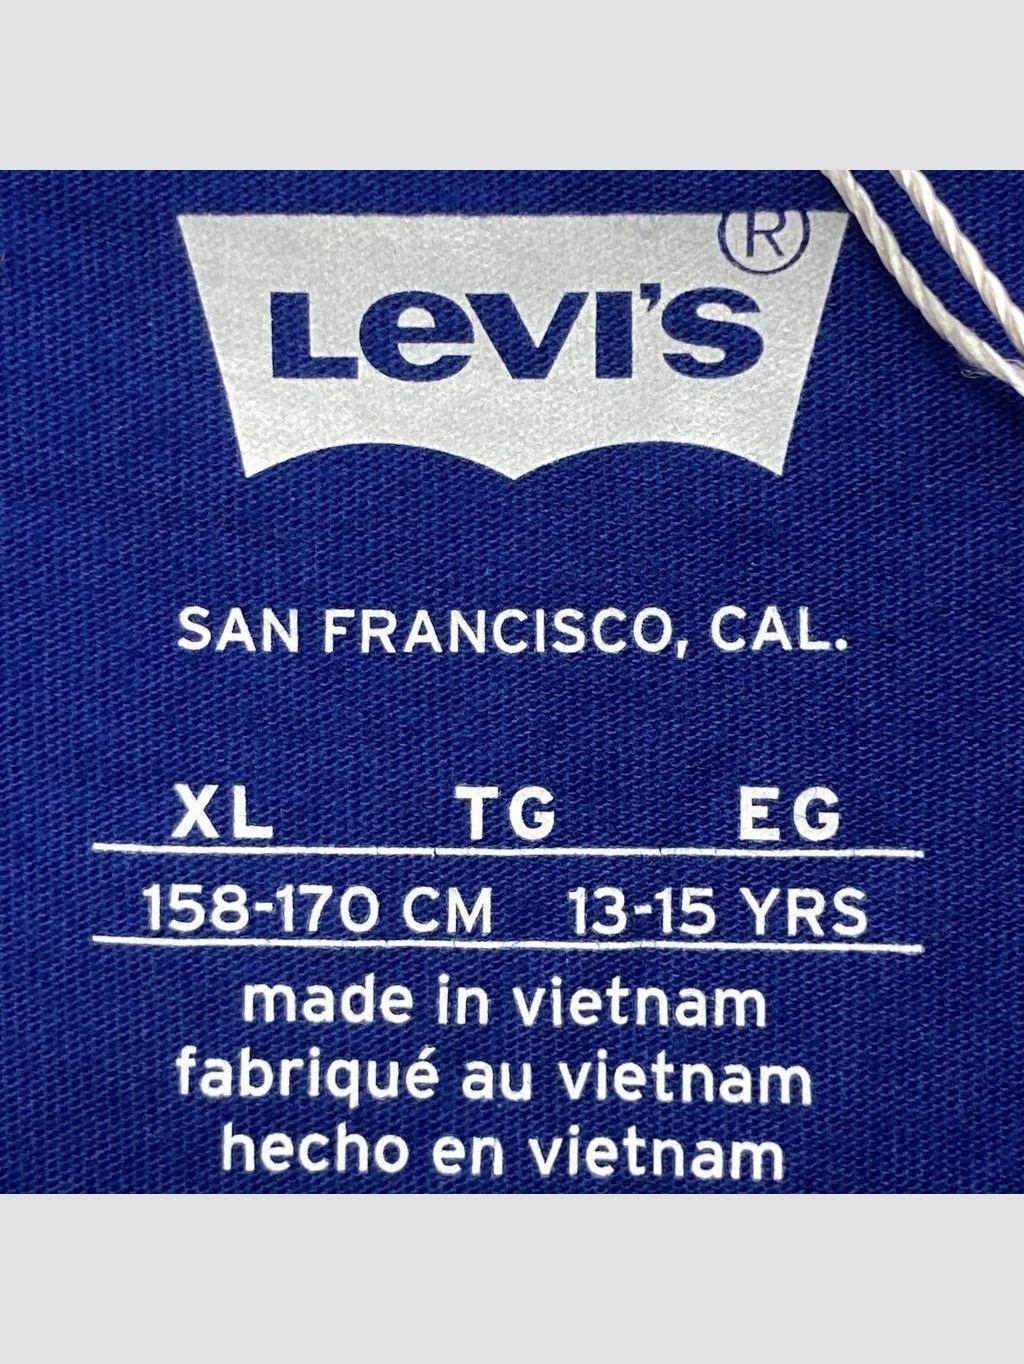 ®
LEVI'S
SAN FRANCISCO, CAL.
XL TG EG
158-170 CM 13-15 YRS
made in vietnam
fabriqué au vietnam
hecho en vietnam